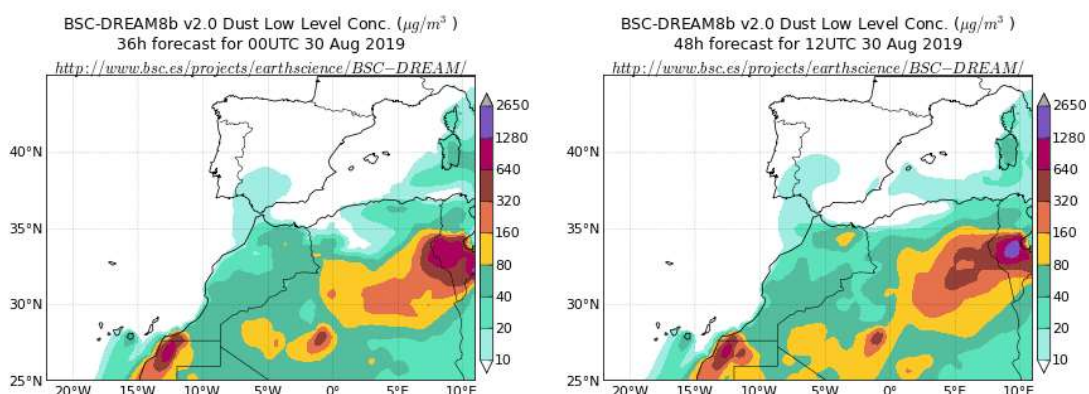 BSC-DREAM8b v2.0 Dust Low Level Conc. (μg/m³)
36h forecast for 00UTC 30 Aug 2019
http://www.bsc.es/projects/earthscience/BSC−DREAM/
40°N
35°N
30°N
25°N
20°W 15°W 10°W 5°W 0° 5°E 10°E
2650
1280
640
320
160
80
40
20
10
BSC-DREAM8b v2.0 Dust Low Level Conc. (μg/m³)
48h forecast for 12UTC 30 Aug 2019
http://www.bsc.es/projects/earthscience/BSC−DREAM/
40°N
35°N
30°N
25°N
20°W 15°W 10°W 5°W 0° 5°E 10°E
2650
1280
640
320
160
80
40
20
10